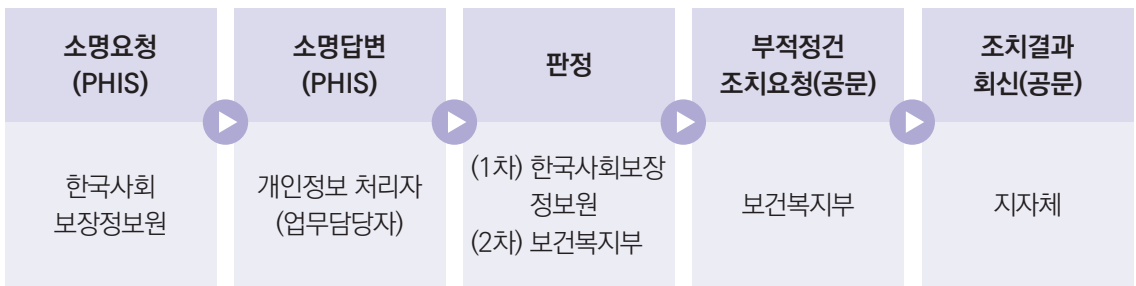 소명요청
(PHIS)
한국사회
보장정보원
소명답변
(PHIS)
개인정보 처리자
(업무담당자)
판정
(1차) 한국사회보장
정보원
(2차) 보건복지부
부적정건
조치요청(공문)
보건복지부
조치결과
회신(공문)
지자체